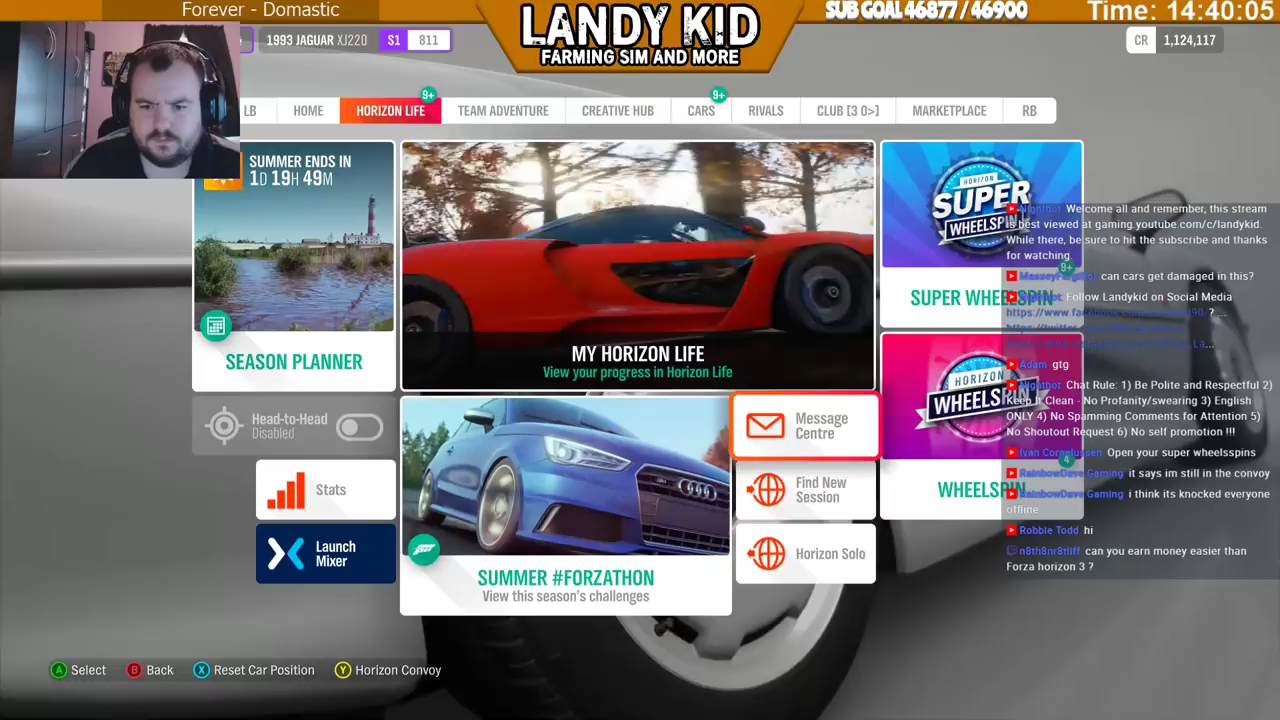 Forever - Domastic
LANDY KID
FARMING SIM AND MORE
SUB GOAL 46877 / 46900
Time: 14:40:05
1993 JAGUAR XJ220
S1 811
CR 1,124,117
LB
HOME
HORIZON LIFE
9+
TEAM ADVENTURE
CREATIVE HUB
CARS
9+
RIVALS
CLUB [3 0>]
MARKETPLACE
RB
SUMMER ENDS IN
1D 19H 49M
SEASON PLANNER
MY HORIZON LIFE
View your progress in Horizon Life
HORIZON
SUPER
WHEELSPIN
9+
SUPER WHEELSPIN
HORIZON
WHEELSPIN
4
WHEELSPIN
Head-to-Head
Disabled
Stats
Launch
Mixer
SUMMER #FORZATHON
View this season's challenges
Message
Centre
Find New
Session
Horizon Solo
Nightbot Welcome all and remember, this stream
is best viewed at gaming.youtube.com/c/landykid.
While there, be sure to hit the subscribe and thanks
for watching.
can cars get damaged in this?
Follow Landykid on Social Media
Adam gtg
Nightbot Chat Rule: 1) Be Polite and Respectful 2)
Keep It Clean - No Profanity/swearing 3) English
ONLY 4) No Spamming Comments for Attention 5)
No Shoutout Request 6) No self promotion !!!
Ivan Cornelussen Open your super wheelsspins
RainbowDave Gaming it says im still in the convoy
RainbowDave Gaming i think its knocked everyone
offline
Robbie Todd hi
n8th8nr8tliff can you earn money easier than
Forza horizon 3 ?
A Select
B Back
X Reset Car Position
Y Horizon Convoy